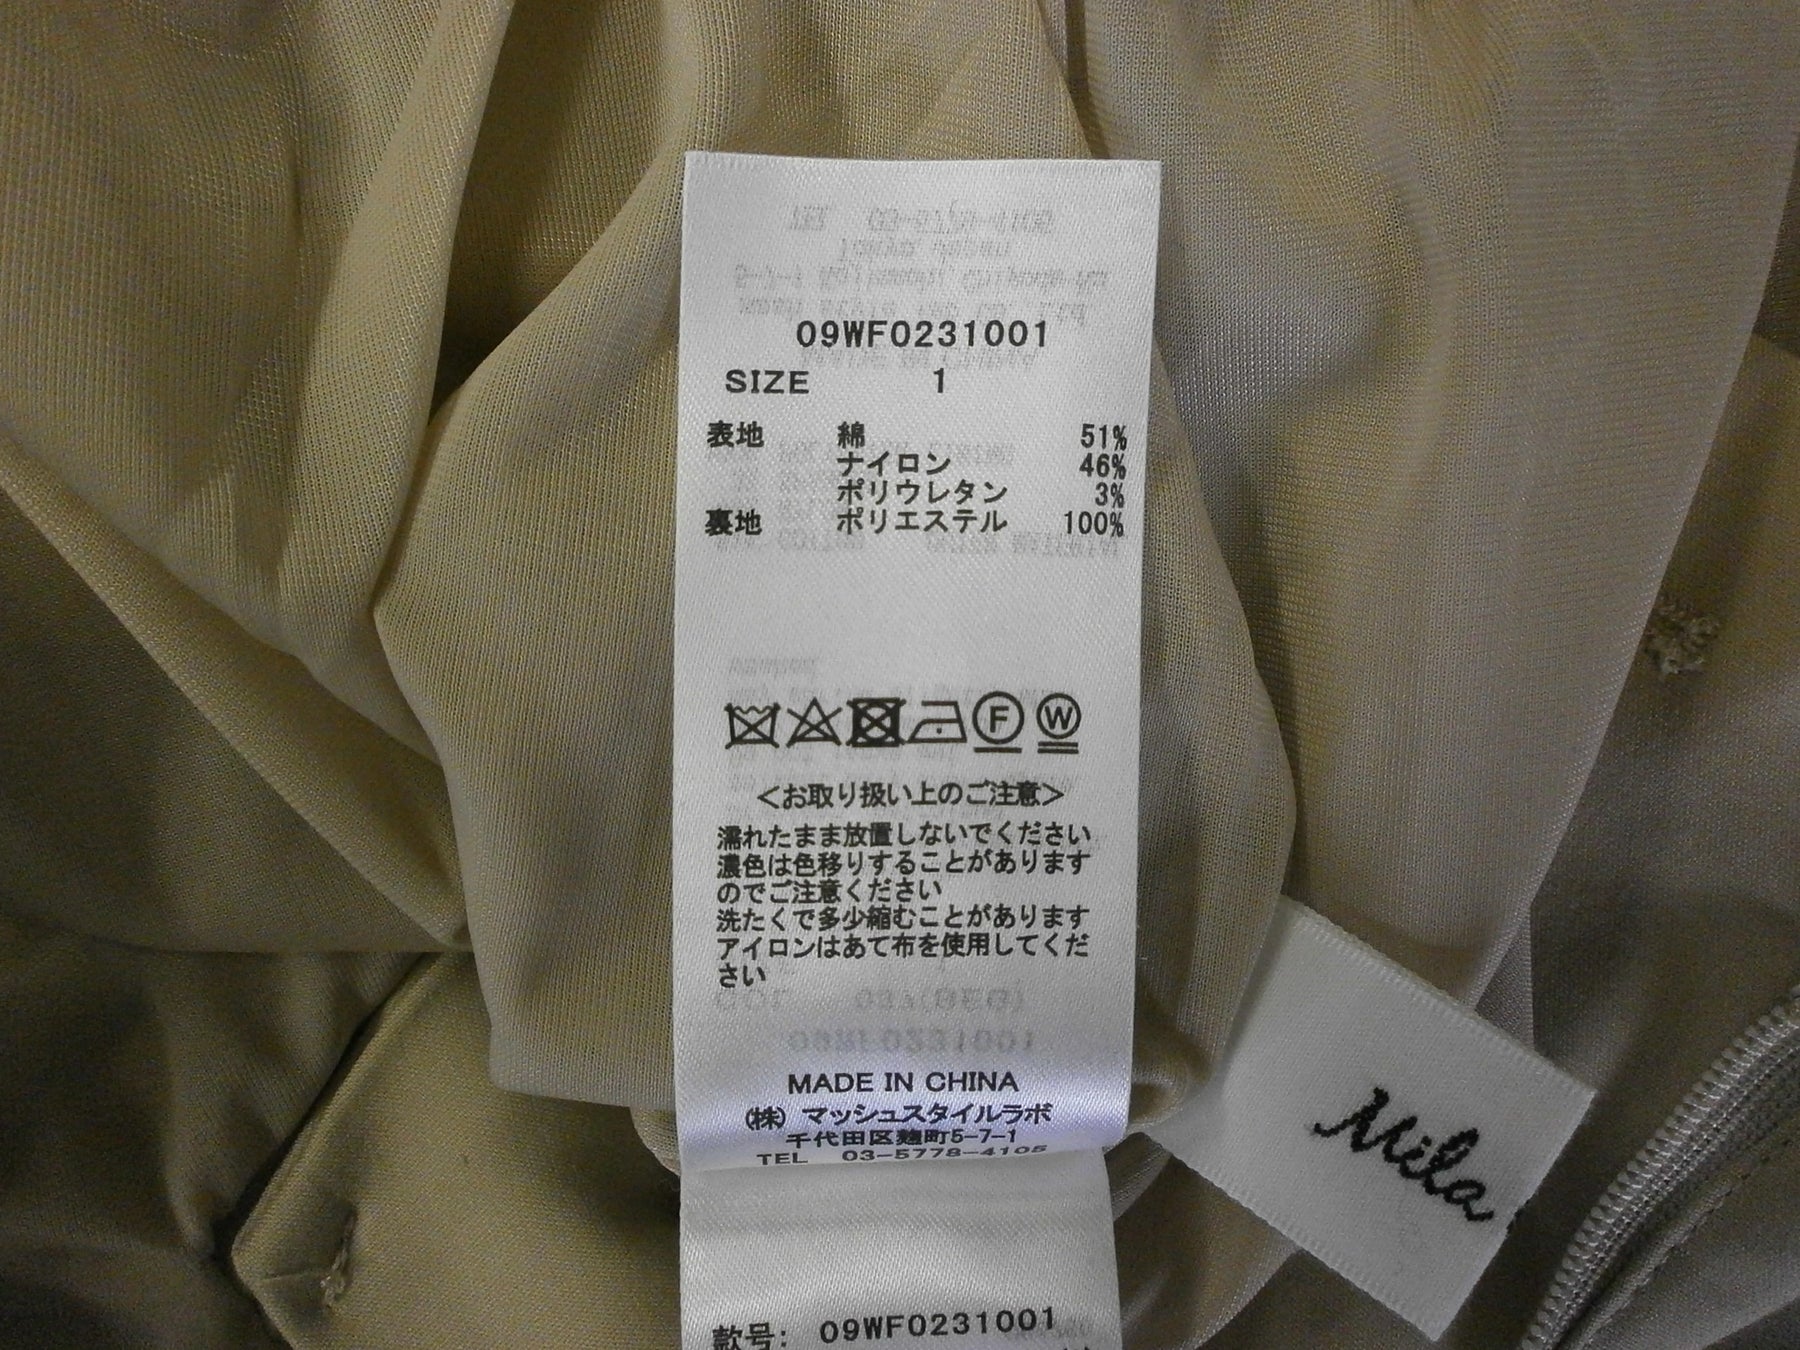 09WF0231001
SIZE 1
表地 綿 51%
ナイロン 46%
ポリウレタン 3%
裏地 ポリエステル 100%
F W
<お取り扱い上のご注意>
濡れたまま放置しないでください
濃色は色移りすることがあります
のでご注意ください
洗たくで多少縮むことがあります
アイロンはあて布を使用してくだ
さい
MADE IN CHINA
(株) マッシュスタイルラボ
千代田区麹町5-7-1
TEL 03-5778-4105
款号: 09WF0231001
Mila